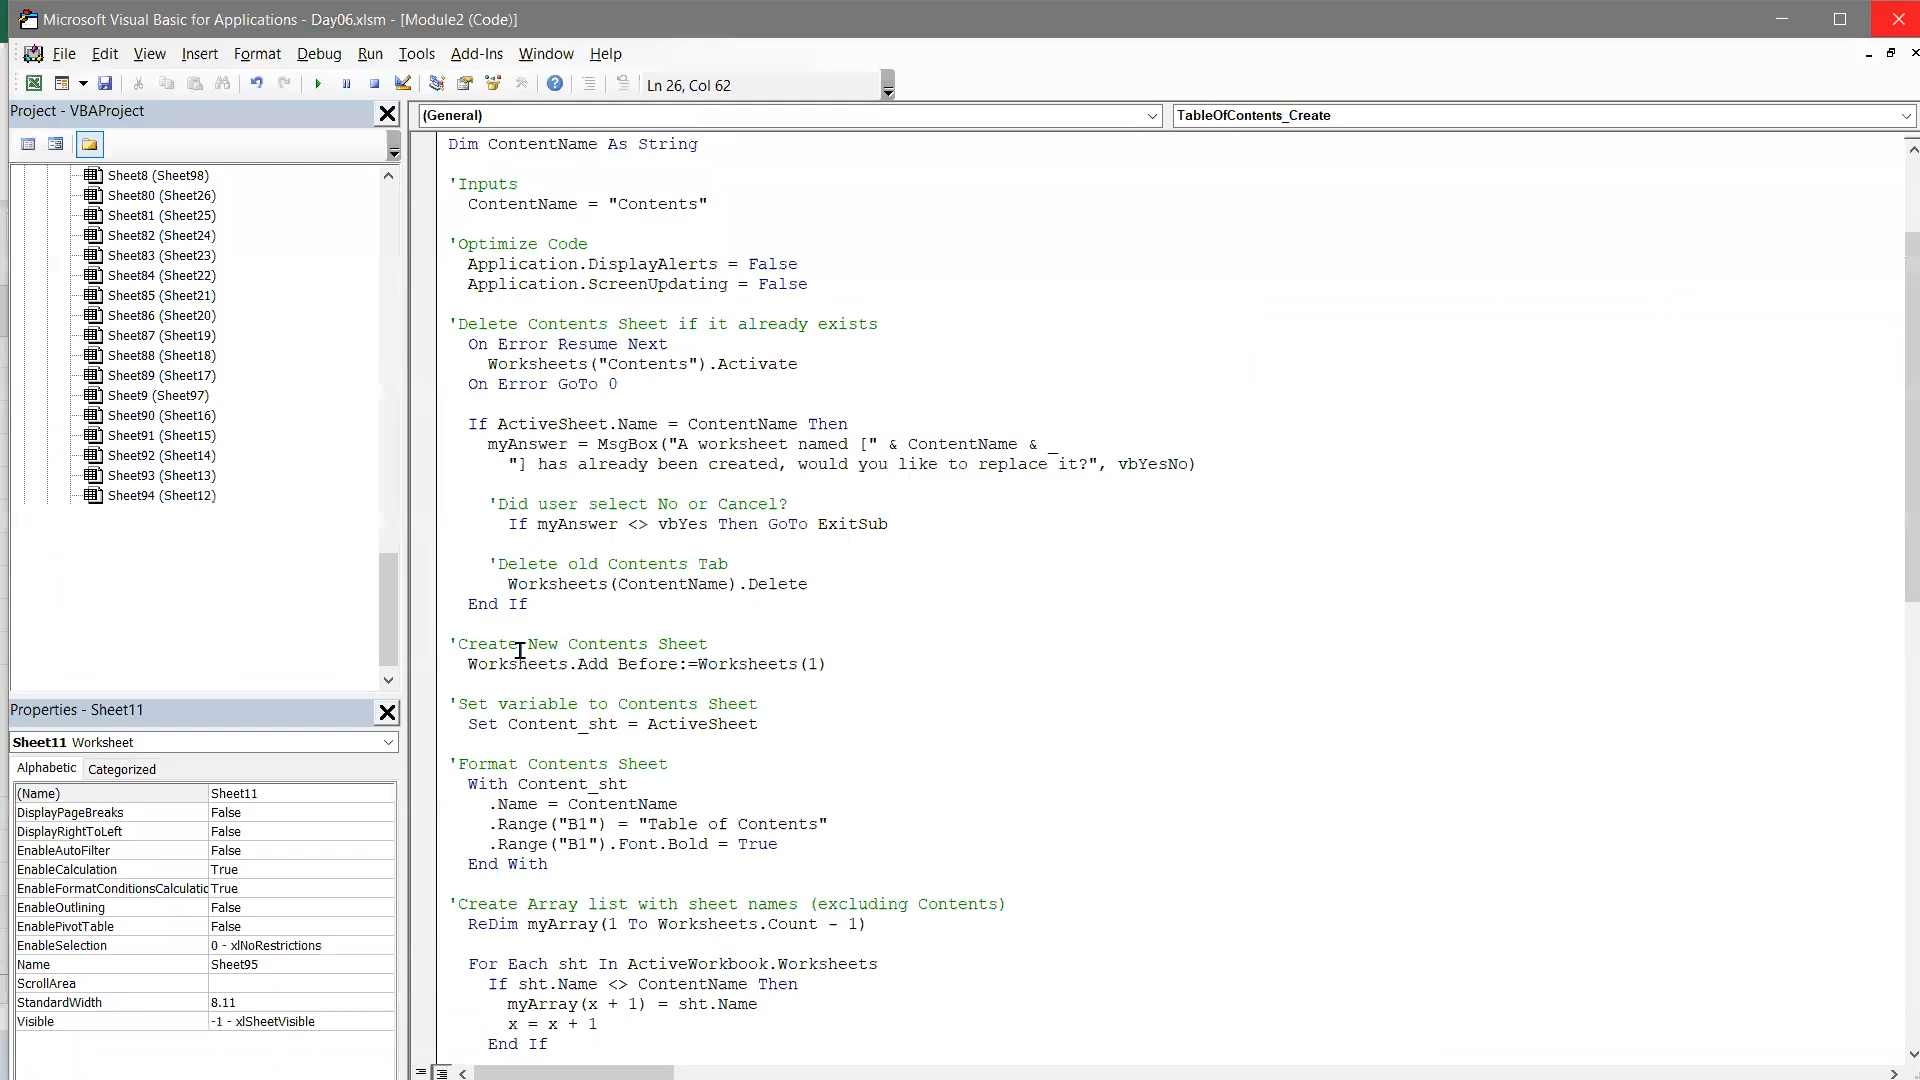 Microsoft Visual Basic for Applications - Day06.xlsm - [Module2 (Code)]
File Edit View Insert Format Debug Run Tools Add-Ins Window Help
Ln 26, Col 62
Project - VBAProject
Sheet8 (Sheet98)
Sheet80 (Sheet26)
Sheet81 (Sheet25)
Sheet82 (Sheet24)
Sheet83 (Sheet23)
Sheet84 (Sheet22)
Sheet85 (Sheet21)
Sheet86 (Sheet20)
Sheet87 (Sheet19)
Sheet88 (Sheet18)
Sheet89 (Sheet17)
Sheet9 (Sheet97)
Sheet90 (Sheet16)
Sheet91 (Sheet15)
Sheet92 (Sheet14)
Sheet93 (Sheet13)
Sheet94 (Sheet12)
Properties - Sheet11
Sheet11 Worksheet
Alphabetic Categorized
(Name) Sheet11
DisplayPageBreaks False
DisplayRightToLeft False
EnableAutoFilter False
EnableCalculation True
EnableFormatConditionsCalculatic True
EnableOutlining False
EnablePivotTable False
EnableSelection 0 - xlNoRestrictions
Name Sheet95
ScrollArea
StandardWidth 8.11
Visible -1 - xlSheetVisible
(General) TableOfContents_Create
Dim ContentName As String
'Inputs
ContentName = "Contents"
'Optimize Code
Application.DisplayAlerts = False
Application.ScreenUpdating = False
'Delete Contents Sheet if it already exists
On Error Resume Next
Worksheets("Contents").Activate
On Error GoTo 0
If ActiveSheet.Name = ContentName Then
myAnswer = MsgBox("A worksheet named [" & ContentName & _
"] has already been created, would you like to replace it?", vbYesNo)
'Did user select No or Cancel?
If myAnswer <> vbYes Then GoTo ExitSub
'Delete old Contents Tab
Worksheets(ContentName).Delete
End If
'Create New Contents Sheet
Worksheets.Add Before:=Worksheets(1)
'Set variable to Contents Sheet
Set Content_sht = ActiveSheet
'Format Contents Sheet
With Content_sht
.Name = ContentName
.Range("B1") = "Table of Contents"
.Range("B1").Font.Bold = True
End With
'Create Array list with sheet names (excluding Contents)
ReDim myArray(1 To Worksheets.Count - 1)
For Each sht In ActiveWorkbook.Worksheets
If sht.Name <> ContentName Then
myArray(x + 1) = sht.Name
x = x + 1
End If